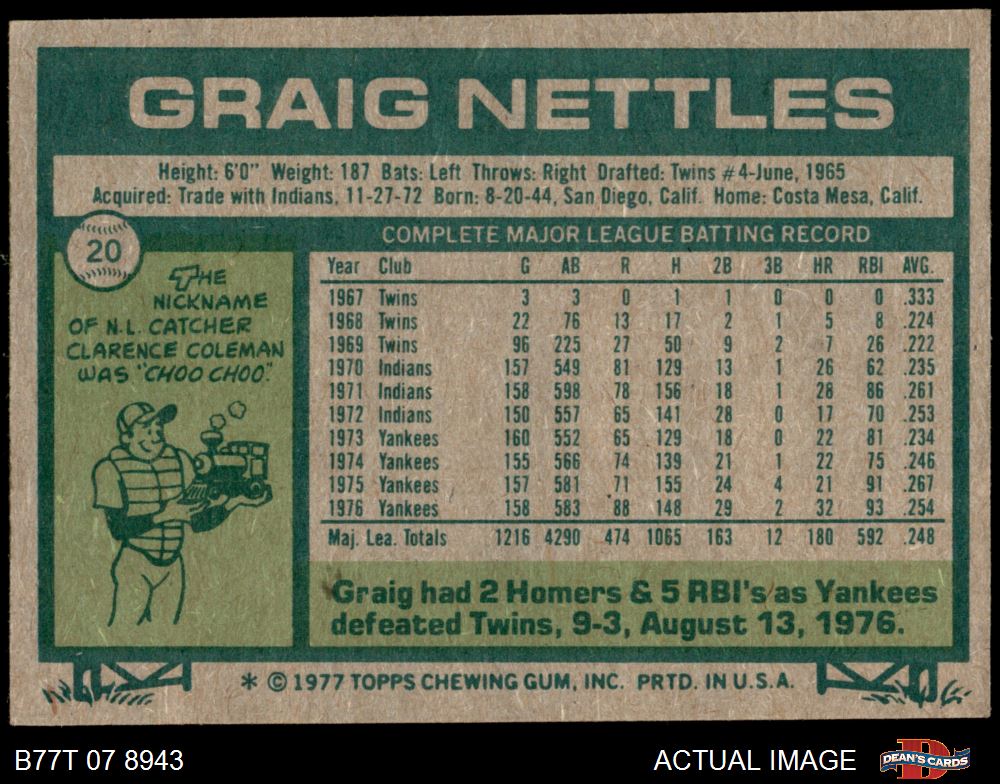 GRAIG NETTLES
Height: 6'0" Weight: 187 Bats: Left Throws: Right Drafted: Twins #4-June, 1965
Acquired: Trade with Indians, 11-27-72 Born: 8-20-44, San Diego, Calif. Home: Costa Mesa, Calif.
20
THE
NICKNAME
OF N.L. CATCHER
CLARENCE COLEMAN
WAS "CHOO CHOO."
COMPLETE MAJOR LEAGUE BATTING RECORD
Year Club G AB R H 2B 3B HR RBI AVG.
1967 Twins 3 3 0 1 1 0 0 0 .333
1968 Twins 22 76 13 17 2 1 5 8 .224
1969 Twins 96 225 27 50 9 2 7 26 .222
1970 Indians 157 549 81 129 13 1 26 62 .235
1971 Indians 158 598 78 156 18 1 28 86 .261
1972 Indians 150 557 65 141 28 0 17 70 .253
1973 Yankees 160 552 65 129 18 0 22 81 .234
1974 Yankees 155 566 74 139 21 1 22 75 .246
1975 Yankees 157 581 71 155 24 4 21 91 .267
1976 Yankees 158 583 88 148 29 2 32 93 .254
Maj. Lea. Totals 1216 4290 474 1065 163 12 180 592 .248
Graig had 2 Homers & 5 RBI's as Yankees
defeated Twins, 9-3, August 13, 1976.
* © 1977 TOPPS CHEWING GUM, INC. PRTD. IN U.S.A.
B77T 07 8943
ACTUAL IMAGE
DEAN'S CARDS